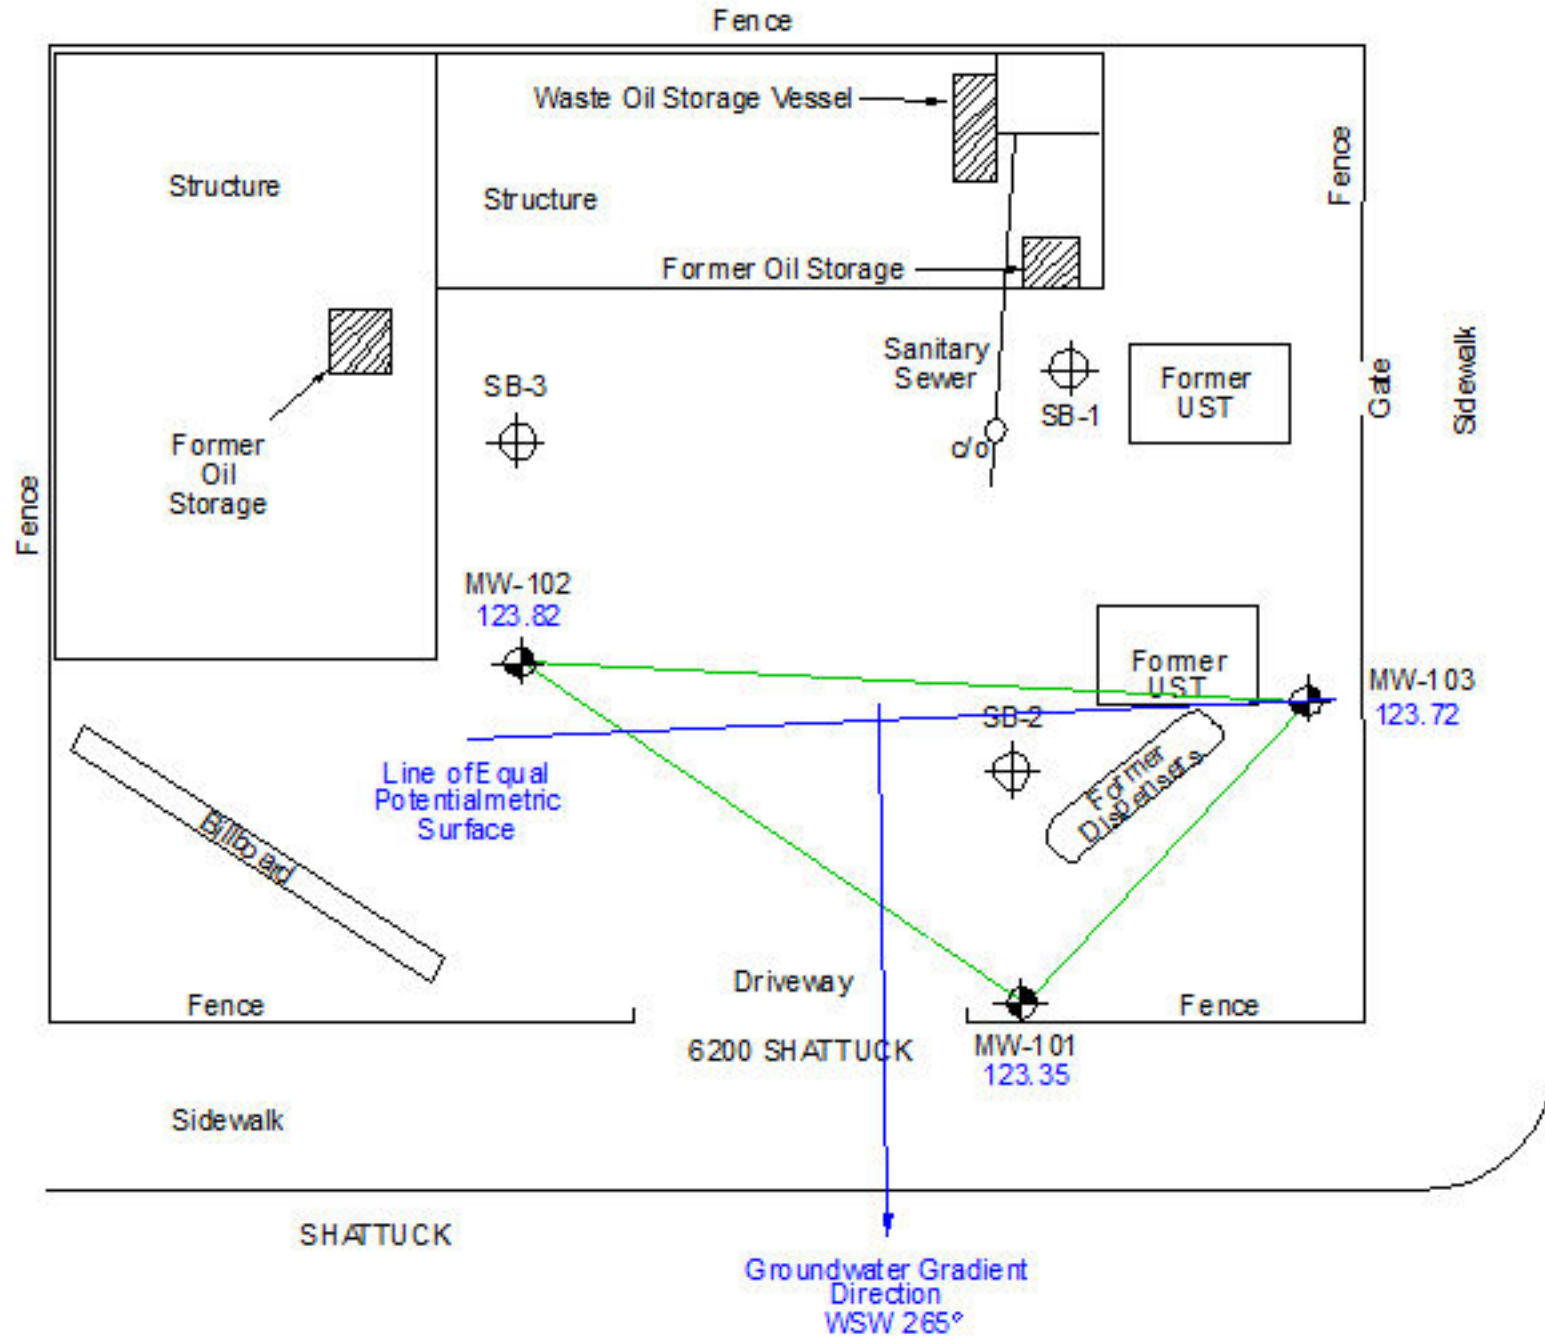 Fence
Waste Oil Storage Vessel
Structure
Structure
Fence
Former Oil Storage
Sanitary
Sewer
c/o
SB-1
Former
UST
Gate
Sidewalk
SB-3
Former
Oil
Storage
Fence
MW-102
123.82
Former
UST
MW-103
123.72
SB-2
Former
Dispensers
Line of Equal
Potentialmetric
Surface
Billboard
Driveway
Fence
Fence
6200 SHATTUCK
MW-101
123.35
Sidewalk
SHATTUCK
Groundwater Gradient
Direction
WSW 265°